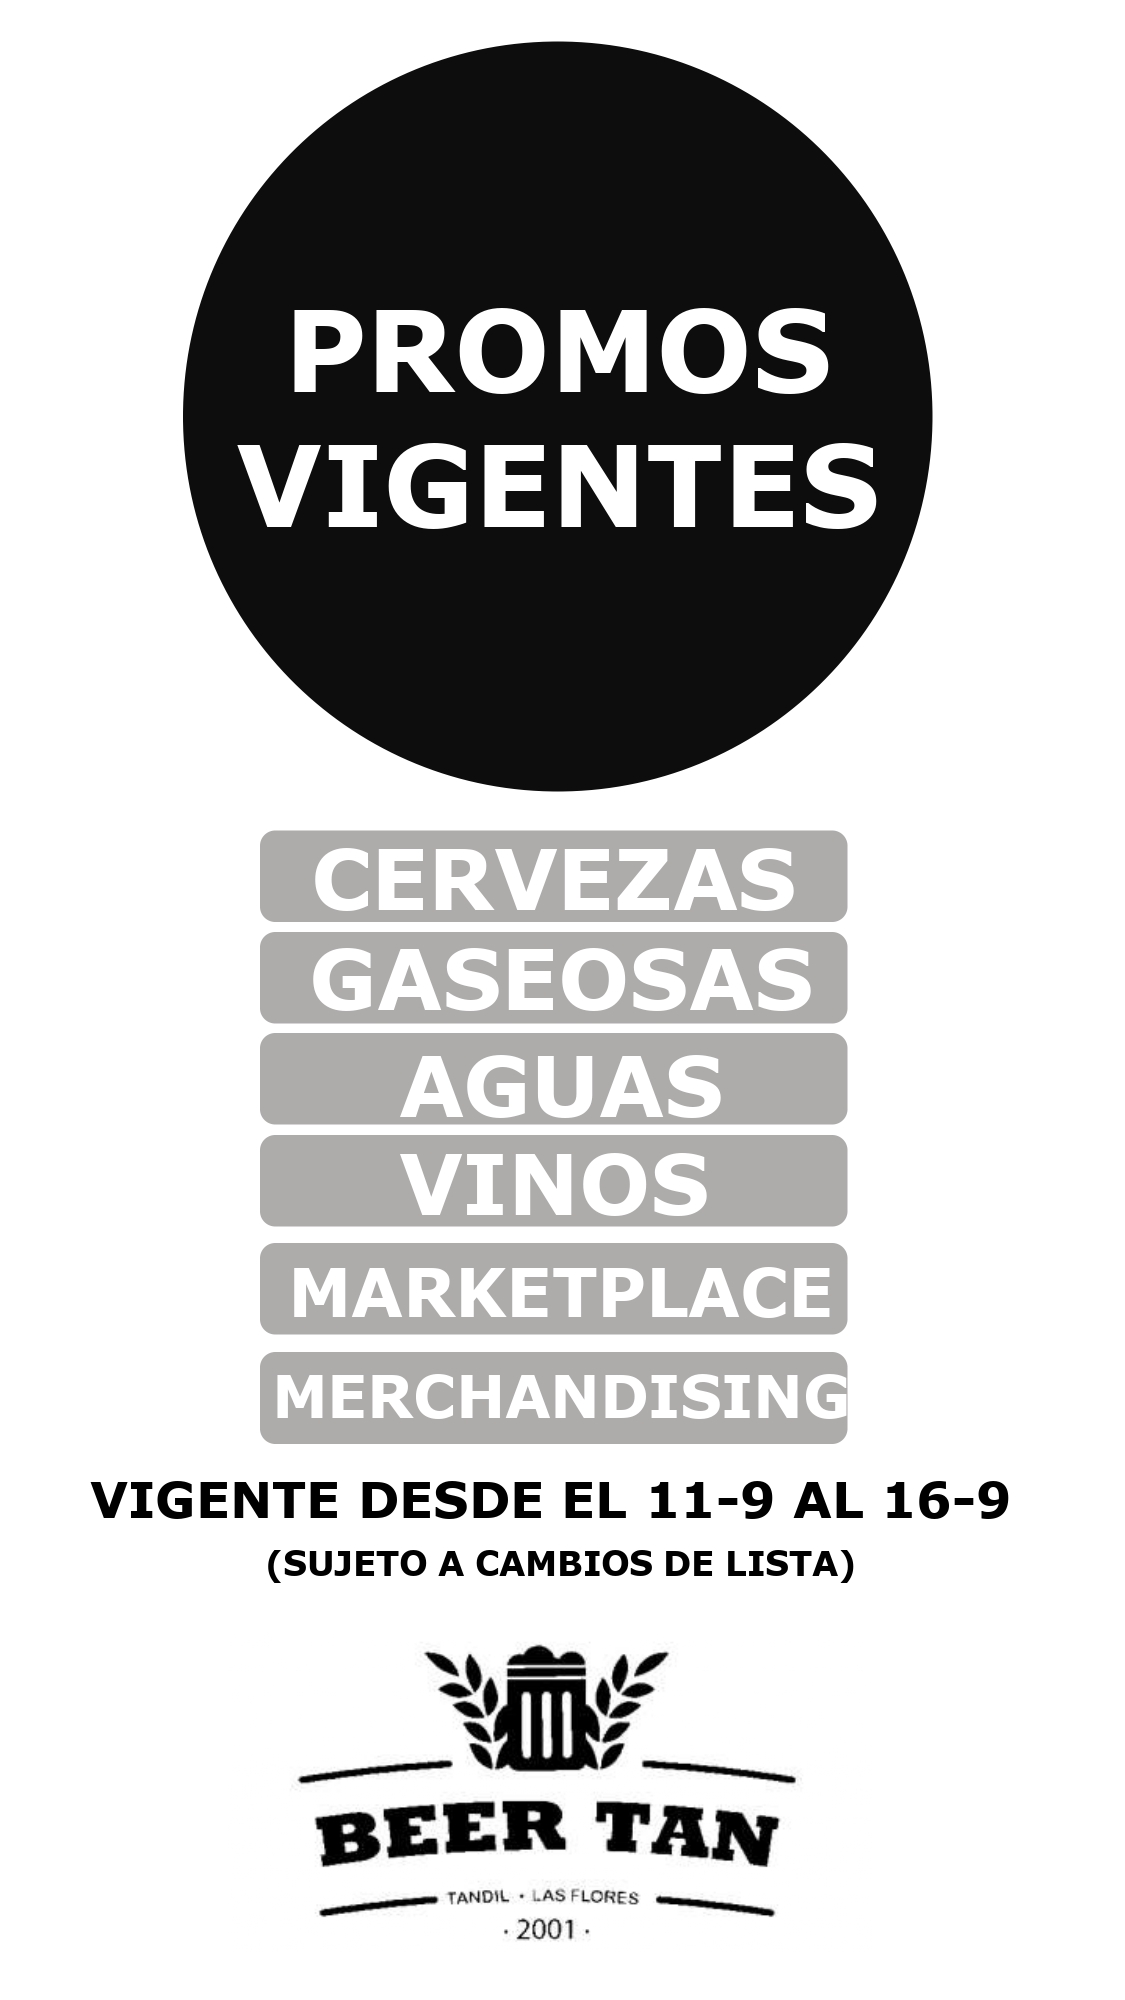 PROMOS
VIGENTES
CERVEZAS
GASEOSAS
AGUAS
VINOS
MARKETPLACE
MERCHANDISING
VIGENTE DESDE EL 11-9 AL 16-9
(SUJETO A CAMBIOS DE LISTA)
BEER TAN
TANDIL · LAS FLORES
· 2001 ·